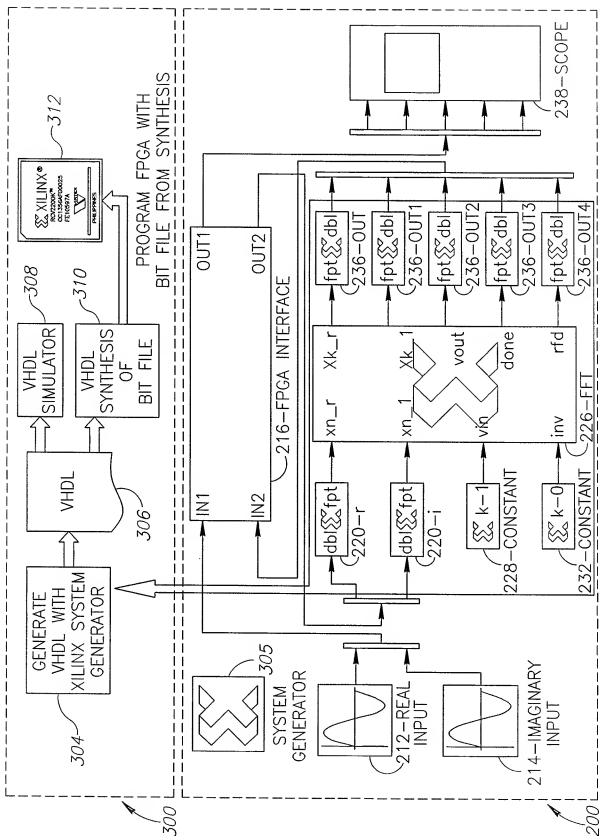 300
304
GENERATE
VHDL WITH
XILINX SYSTEM
GENERATOR
VHDL
306
VHDL
SIMULATOR
308
VHDL
SYNTHESIS
OF
BIT FILE
310
XILINX®
PHILIPPINES
312
PROGRAM FPGA WITH
BIT FILE FROM SYNTHESIS
200
305
SYSTEM
GENERATOR
212-REAL
INPUT
214-IMAGINARY
INPUT
IN1
IN2
216-FPGA INTERFACE
OUT1
OUT2
dbl fpt
220-r
dbl fpt
220-i
k-1
228-CONSTANT
k-0
232-CONSTANT
xn_r
xn_1
vin
inv
Xk_r
Xk_1
vout
done
rfd
226-FFT
fpt dbl
236-OUT
fpt dbl
236-OUT1
fpt dbl
236-OUT2
fpt dbl
236-OUT3
fpt dbl
236-OUT4
238-SCOPE